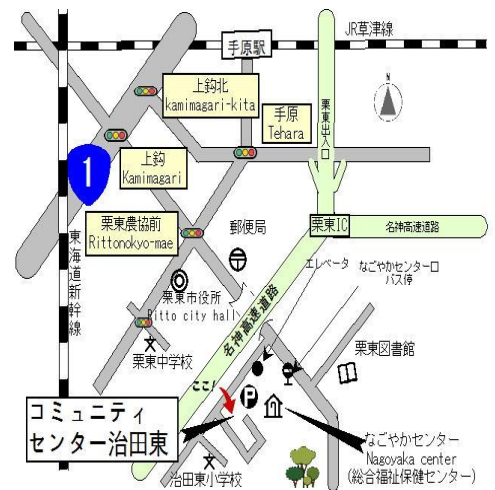 JR草津線
手原駅
上鈎北
kamimagari-kita
手原
Tehara
N
栗東出入口
上鈎
Kamimagari
1
栗東農協前
Rittonokyo-mae
郵便局
栗東IC
名神高速道路
東海道新幹線
エレベータ
なごやかセンター口
バス停
栗東市役所
Ritto city hall
名神高速道路
栗東中学校
文
栗東図書館
ここ!
P
コミュニティ
センター治田東
なごやかセンター
Nagoyaka center
(総合福祉保健センター)
文
治田東小学校